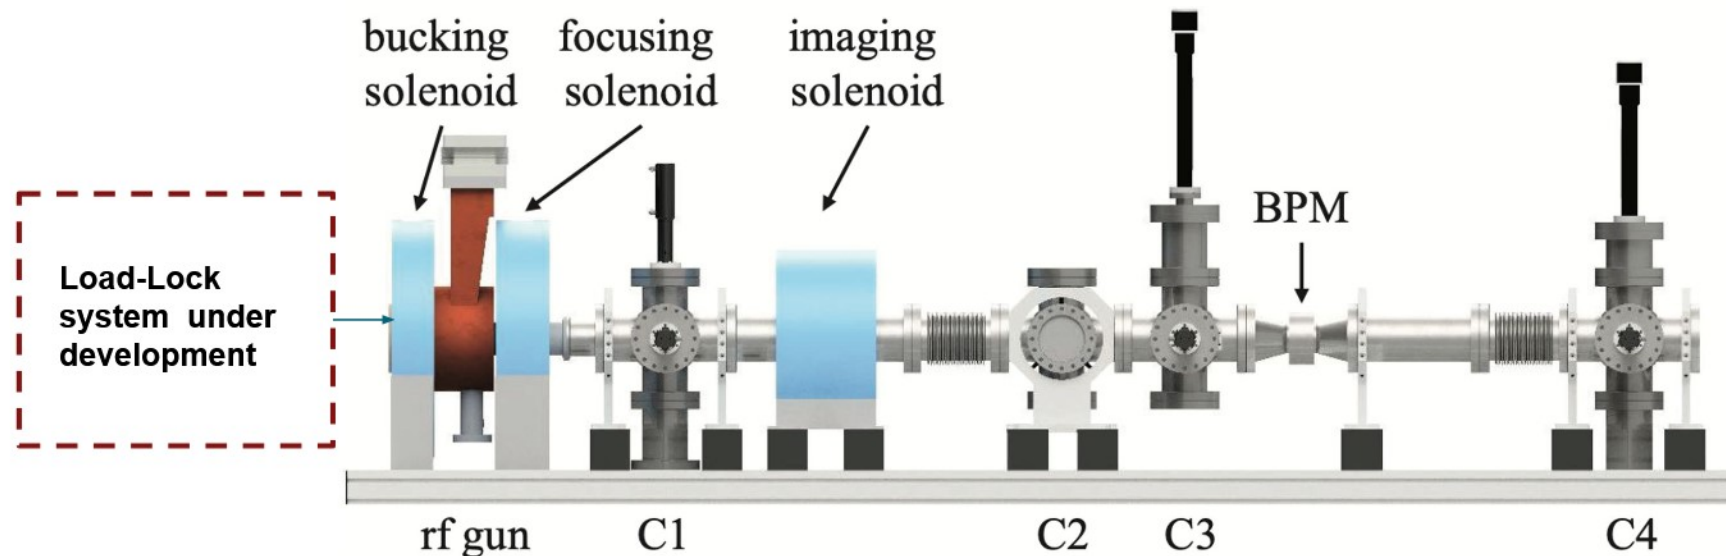 bucking
solenoid
focusing
solenoid
imaging
solenoid
BPM
Load-Lock
system under
development
rf gun
C1
C2
C3
C4